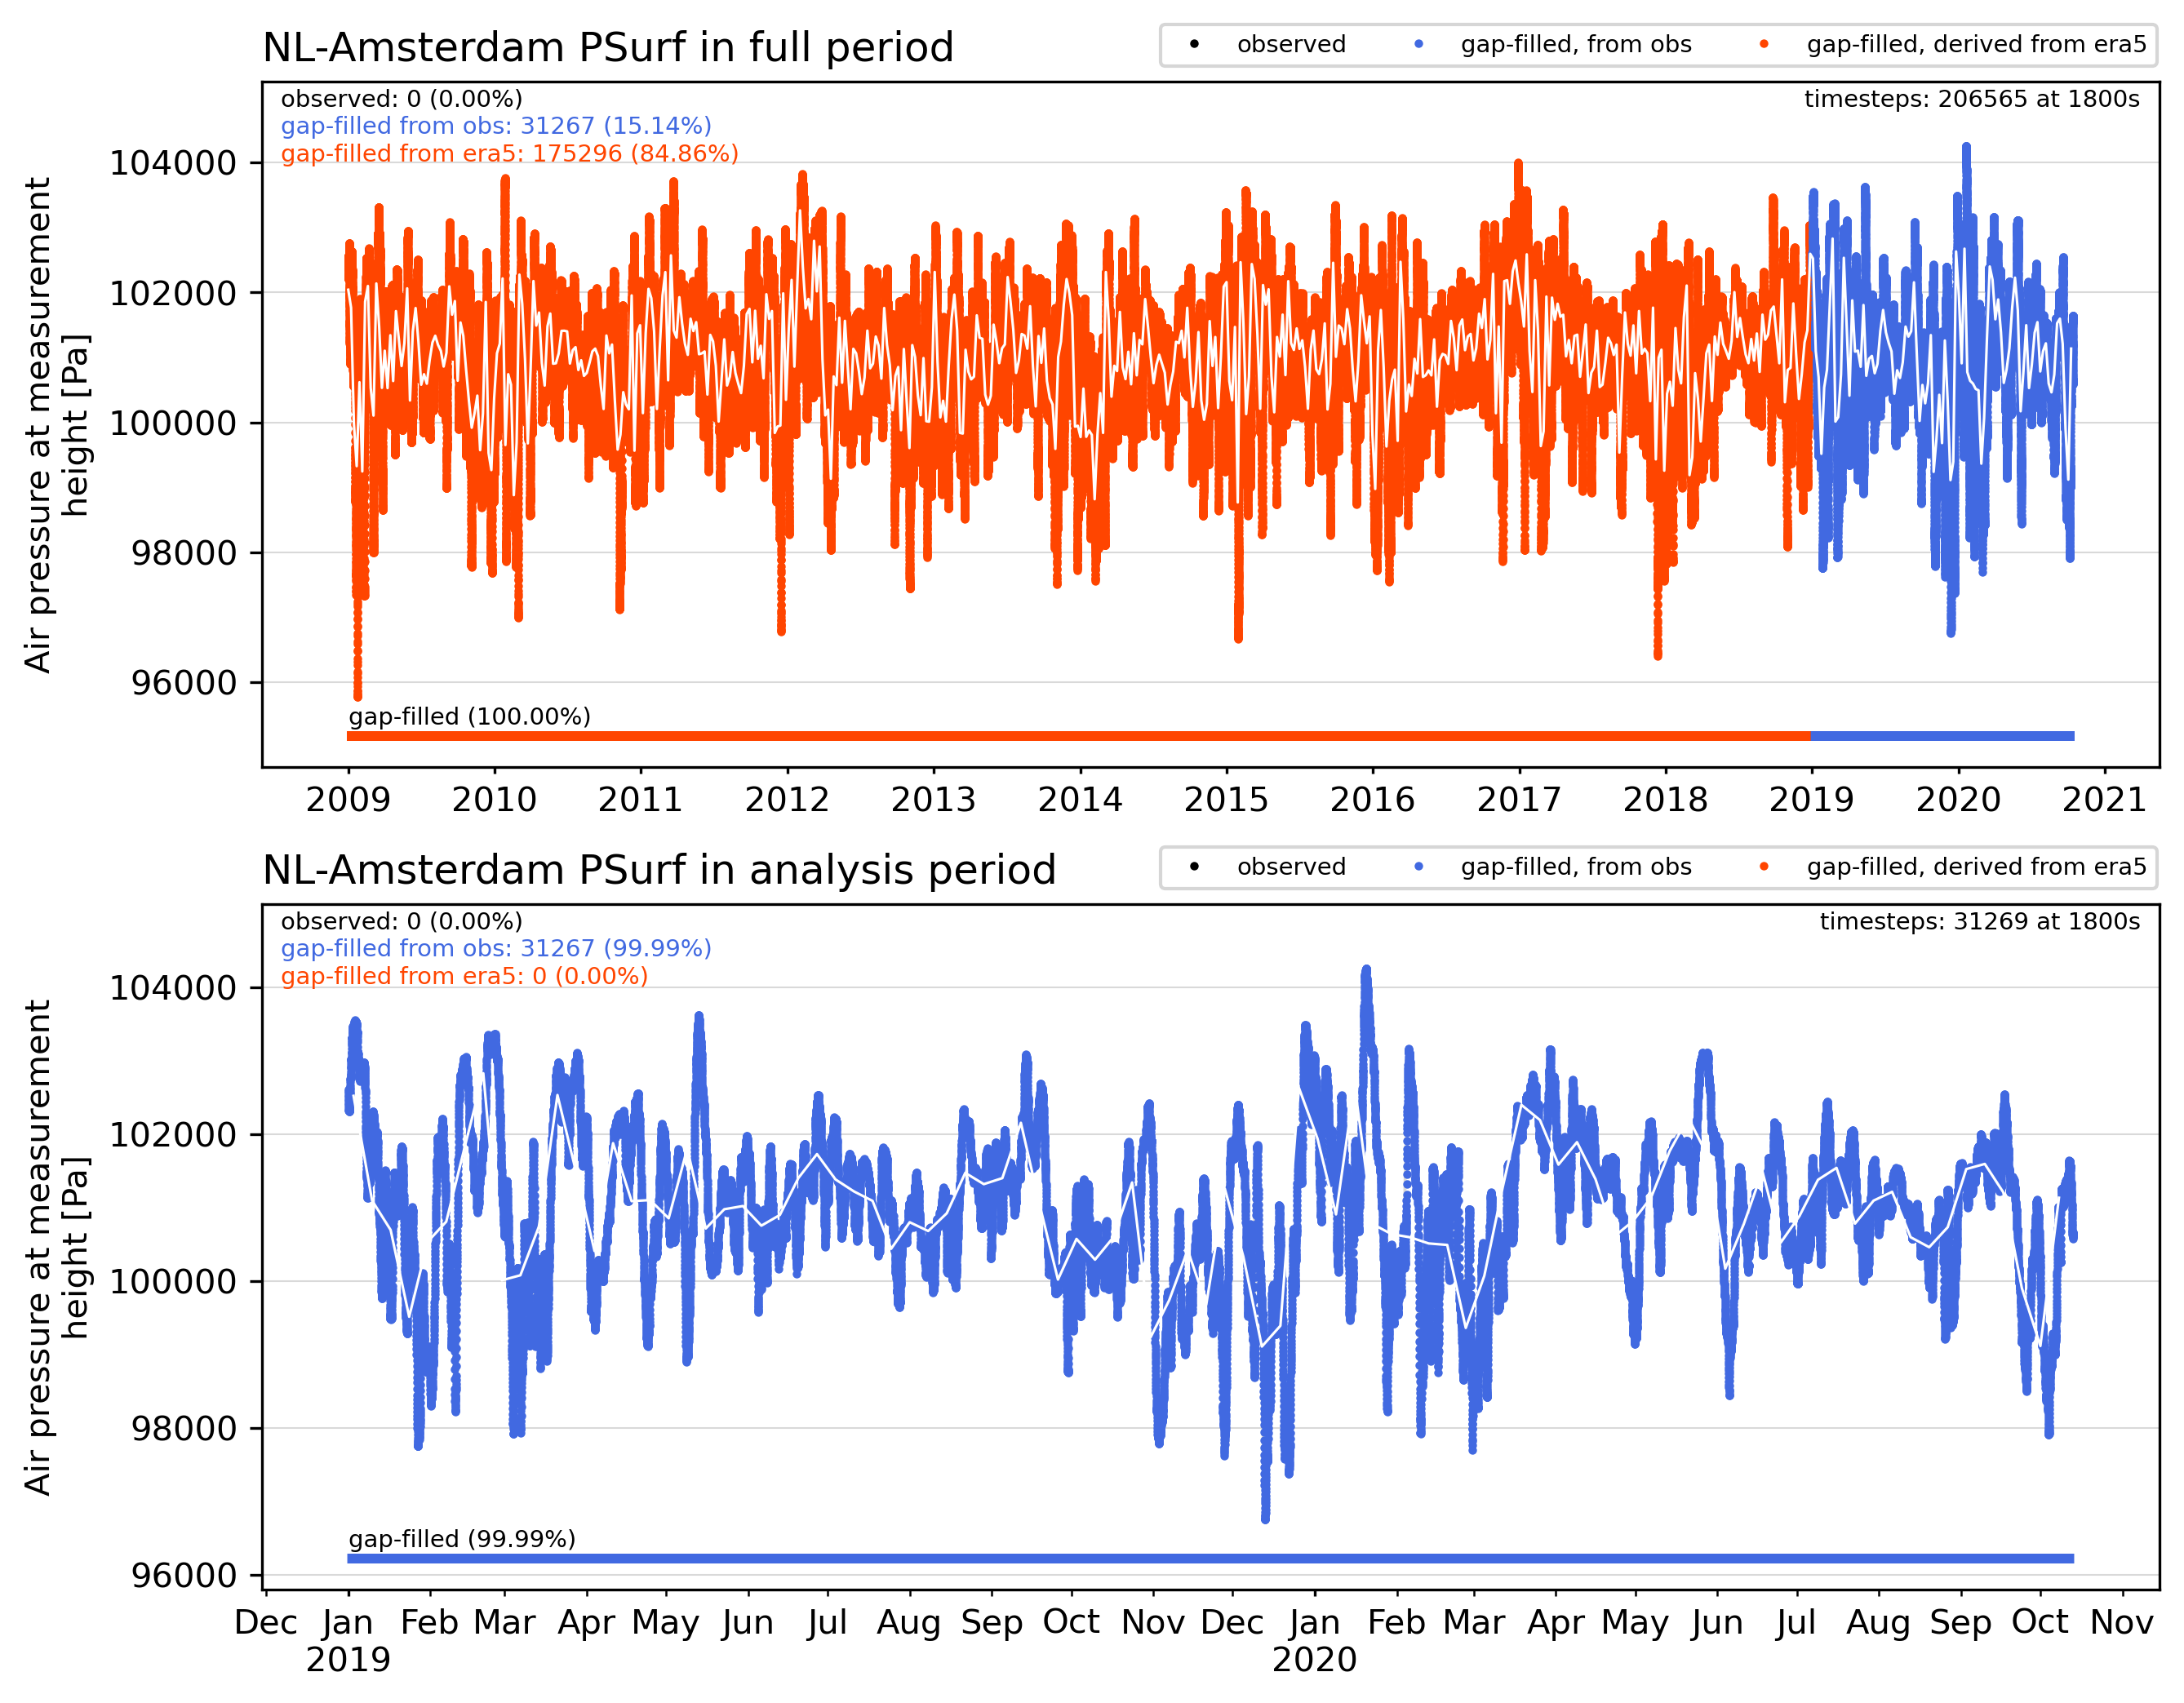 NL-Amsterdam PSurf in full period
observed
gap-filled, from obs
gap-filled, derived from era5
observed: 0 (0.00%)
timesteps: 206565 at 1800s
gap-filled from obs: 31267 (15.14%)
gap-filled from era5: 175296 (84.86%)
Air pressure at measurement
height [Pa]
104000
102000
100000
98000
96000
gap-filled (100.00%)
2009 2010 2011 2012 2013 2014 2015 2016 2017 2018 2019 2020 2021
NL-Amsterdam PSurf in analysis period
observed
gap-filled, from obs
gap-filled, derived from era5
observed: 0 (0.00%)
timesteps: 31269 at 1800s
gap-filled from obs: 31267 (99.99%)
gap-filled from era5: 0 (0.00%)
Air pressure at measurement
height [Pa]
104000
102000
100000
98000
96000
gap-filled (99.99%)
Dec Jan Feb Mar Apr May Jun Jul Aug Sep Oct Nov Dec Jan Feb Mar Apr May Jun Jul Aug Sep Oct Nov
2019 2020